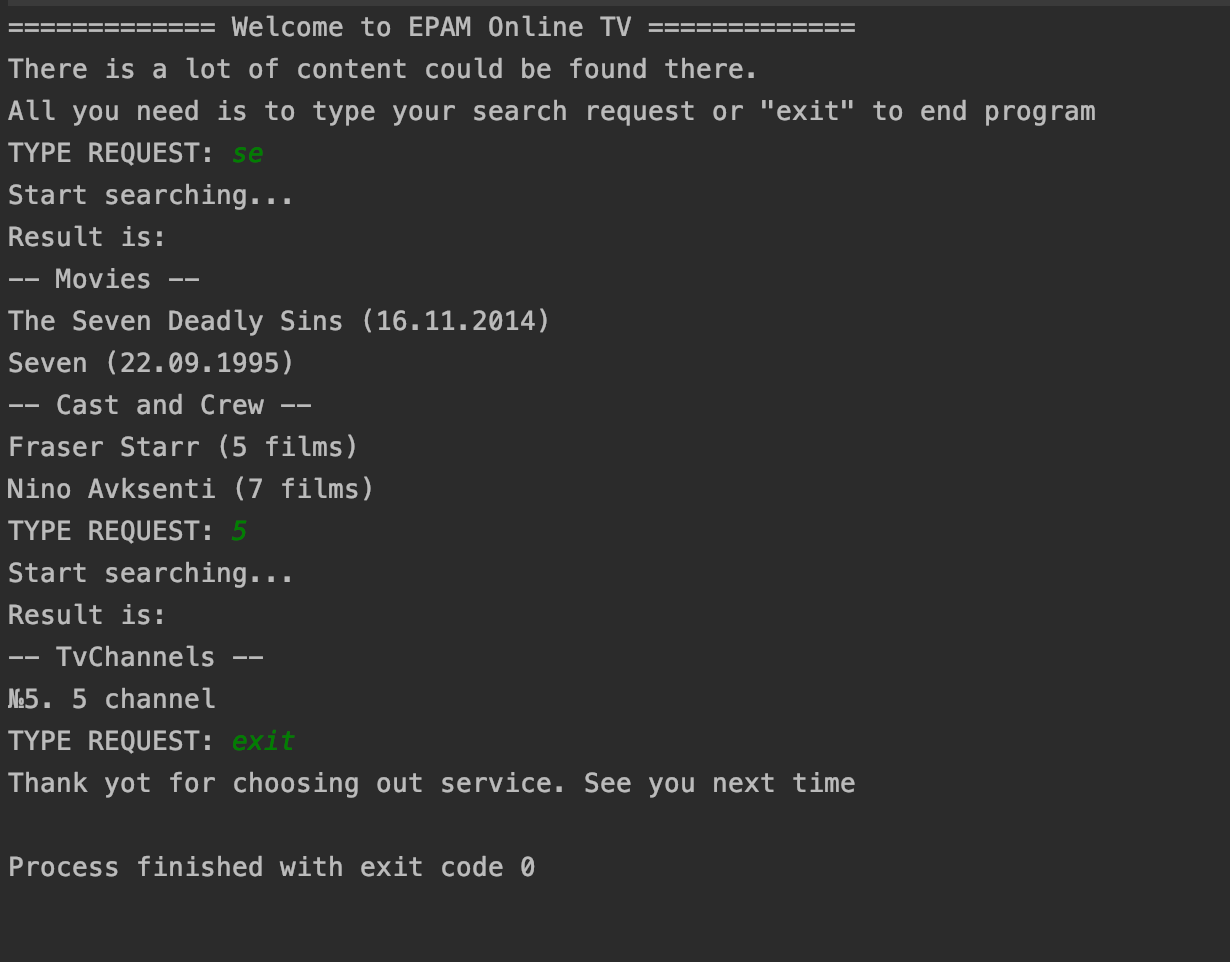 ============= Welcome to EPAM Online TV =============
There is a lot of content could be found there.
All you need is to type your search request or "exit" to end program
TYPE REQUEST: se
Start searching...
Result is:
-- Movies --
The Seven Deadly Sins (16.11.2014)
Seven (22.09.1995)
-- Cast and Crew --
Fraser Starr (5 films)
Nino Avksenti (7 films)
TYPE REQUEST: 5
Start searching...
Result is:
-- TvChannels --
№5. 5 channel
TYPE REQUEST: exit
Thank yot for choosing out service. See you next time
Process finished with exit code 0